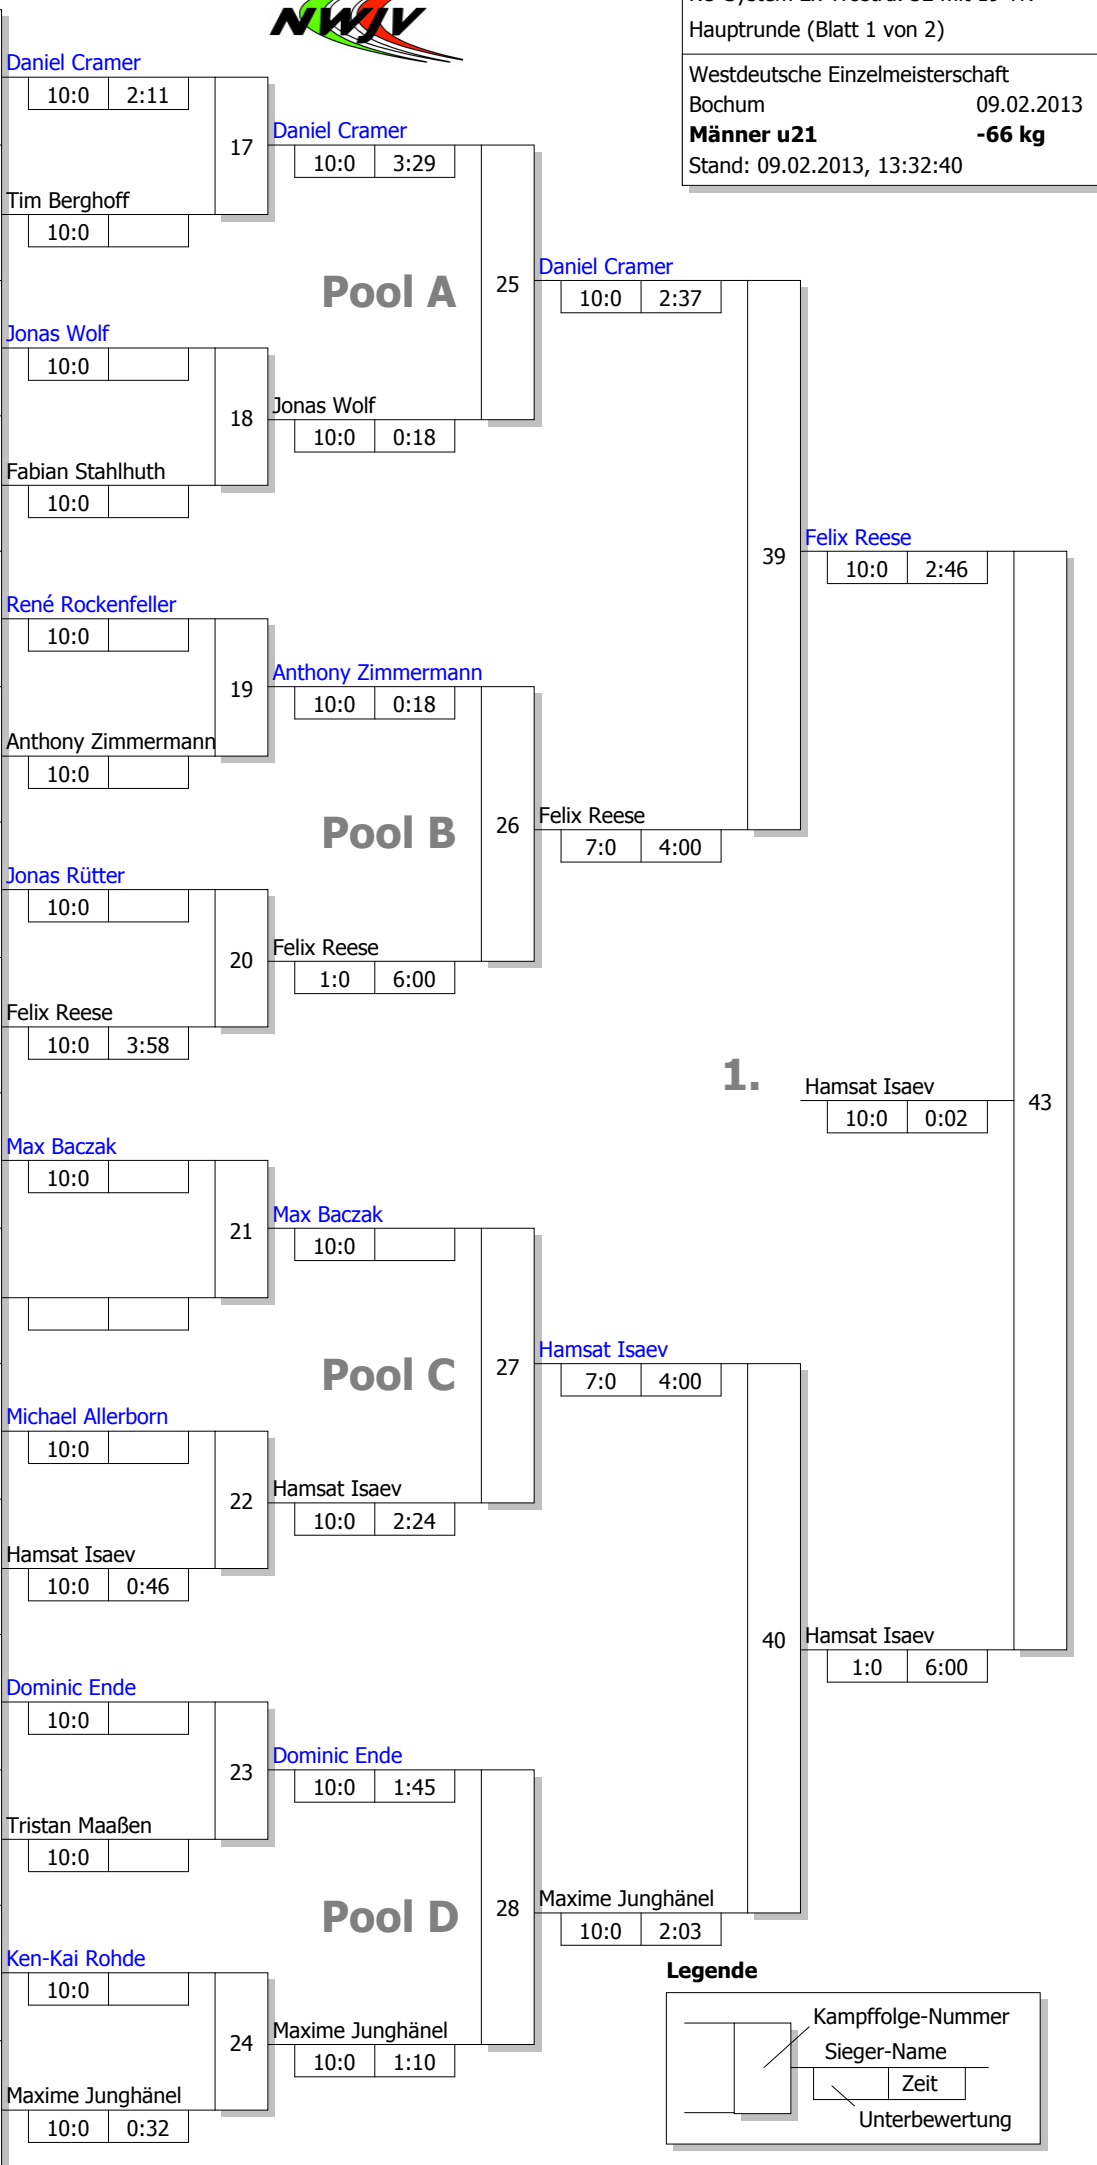 NWJV
Hauptrunde (Blatt 1 von 2)
Westdeutsche Einzelmeisterschaft
Bochum 09.02.2013
Männer u21 -66 kg
Stand: 09.02.2013, 13:32:40
Daniel Cramer
10:0 2:11
17
Daniel Cramer
10:0 3:29
Tim Berghoff
10:0
Pool A
25
Daniel Cramer
10:0 2:37
Jonas Wolf
10:0
18
Jonas Wolf
10:0 0:18
Fabian Stahlhuth
10:0
39
Felix Reese
10:0 2:46
René Rockenfeller
10:0
19
Anthony Zimmermann
10:0 0:18
Anthony Zimmermann
10:0
Pool B
26
Felix Reese
7:0 4:00
Jonas Rütter
10:0
20
Felix Reese
1:0 6:00
Felix Reese
10:0 3:58
1.
Hamsat Isaev
10:0 0:02
43
Max Baczak
10:0
21
Max Baczak
10:0
Pool C
27
Hamsat Isaev
7:0 4:00
Michael Allerborn
10:0
22
Hamsat Isaev
10:0 2:24
Hamsat Isaev
10:0 0:46
40
Hamsat Isaev
1:0 6:00
Dominic Ende
10:0
23
Dominic Ende
10:0 1:45
Tristan Maaßen
10:0
Pool D
28
Maxime Junghänel
10:0 2:03
Ken-Kai Rohde
10:0
24
Maxime Junghänel
10:0 1:10
Maxime Junghänel
10:0 0:32
Legende
Kampffolge-Nummer
Sieger-Name
Zeit
Unterbewertung